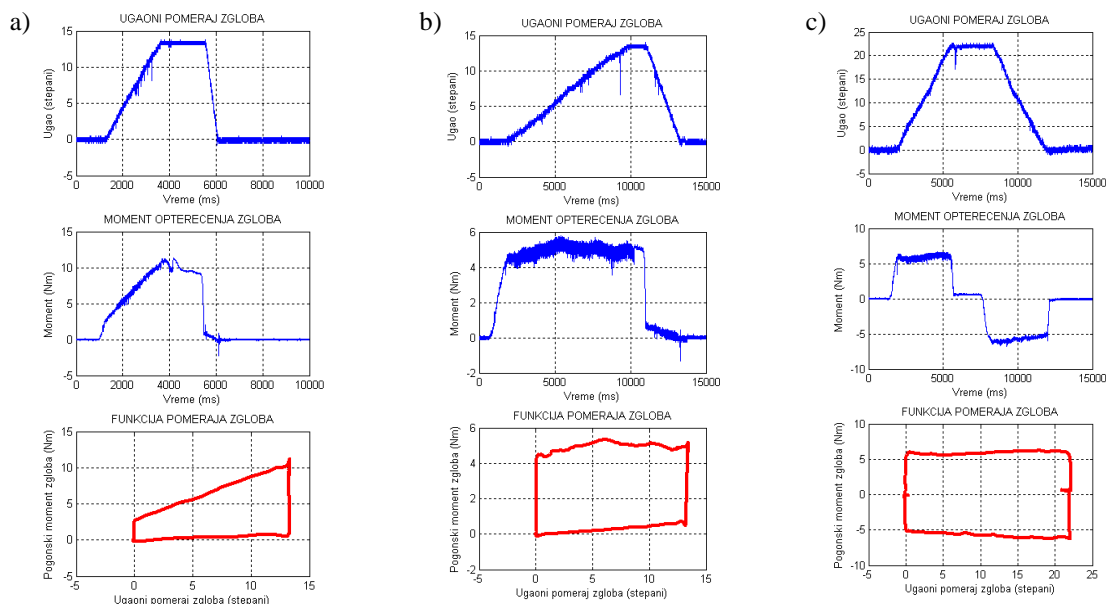 a)
UGAONI POMERAJ ZGLOBA
Ugao (stepani)
15
10
5
0
-5
0 2000 4000 6000 8000 10000
Vreme (ms)
MOMENT OPTERECENJA ZGLOBA
Moment (Nm)
15
10
5
0
-5
0 2000 4000 6000 8000 10000
Vreme (ms)
FUNKCIJA POMERAJA ZGLOBA
Pogonski moment zgloba (Nm)
15
10
5
0
-5
-5 0 5 10 15
Ugaoni pomeraj zgloba (stepani)
b)
UGAONI POMERAJ ZGLOBA
Ugao (stepani)
15
10
5
0
-5
0 5000 10000 15000
Vreme (ms)
MOMENT OPTERECENJA ZGLOBA
Moment (Nm)
6
4
2
0
-2
0 5000 10000 15000
Vreme (ms)
FUNKCIJA POMERAJA ZGLOBA
Pogonski moment zgloba (Nm)
6
4
2
0
-2
-5 0 5 10 15
Ugaoni pomeraj zgloba (stepani)
c)
UGAONI POMERAJ ZGLOBA
Ugao (stepani)
25
20
15
10
5
0
-5
0 5000 10000 15000
Vreme (ms)
MOMENT OPTERECENJA ZGLOBA
Moment (Nm)
10
5
0
-5
-10
0 5000 10000 15000
Vreme (ms)
FUNKCIJA POMERAJA ZGLOBA
Pogonski moment zgloba (Nm)
10
5
0
-5
-10
-5 0 5 10 15 20 25
Ugaoni pomeraj zgloba (stepani)